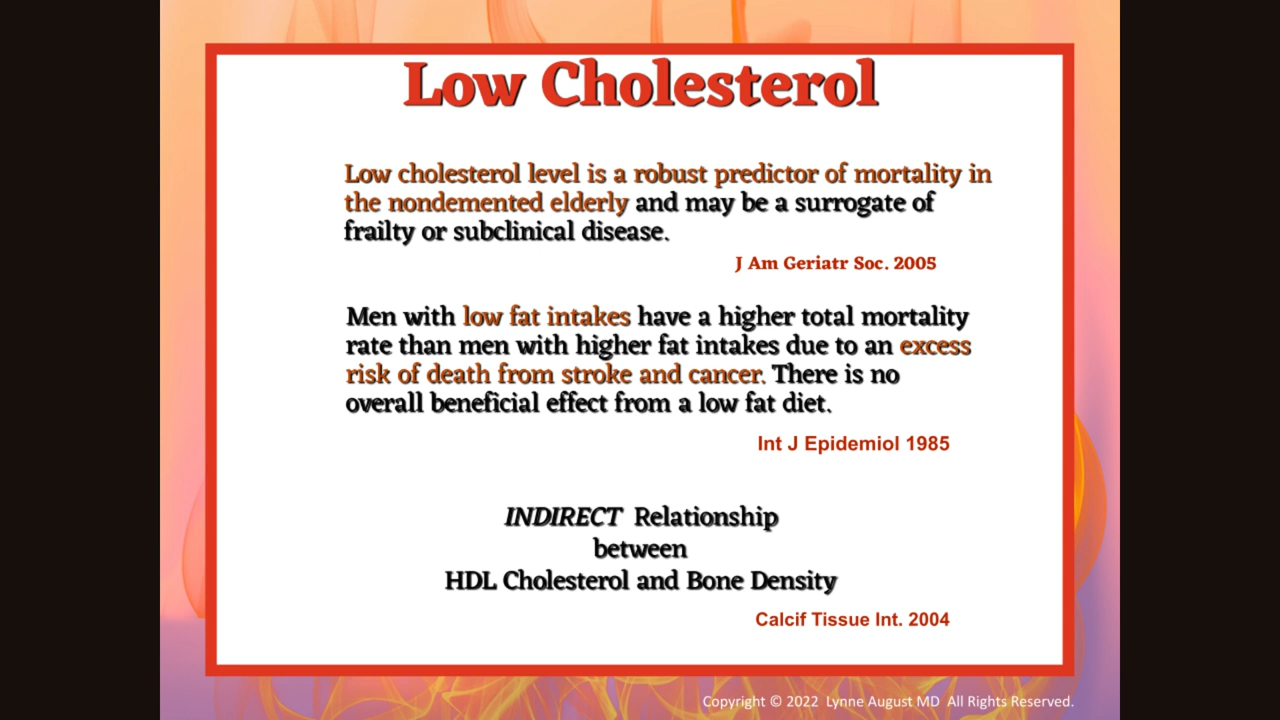 Low Cholesterol
Low cholesterol level is a robust predictor of mortality in
the nondemented elderly and may be a surrogate of
frailty or subclinical disease.
J Am Geriatr Soc. 2005
Men with low fat intakes have a higher total mortality
rate than men with higher fat intakes due to an excess
risk of death from stroke and cancer. There is no
overall beneficial effect from a low fat diet.
Int J Epidemiol 1985
INDIRECT Relationship
between
HDL Cholesterol and Bone Density
Calcif Tissue Int. 2004
Copyright © 2022 Lynne August MD All Rights Reserved.